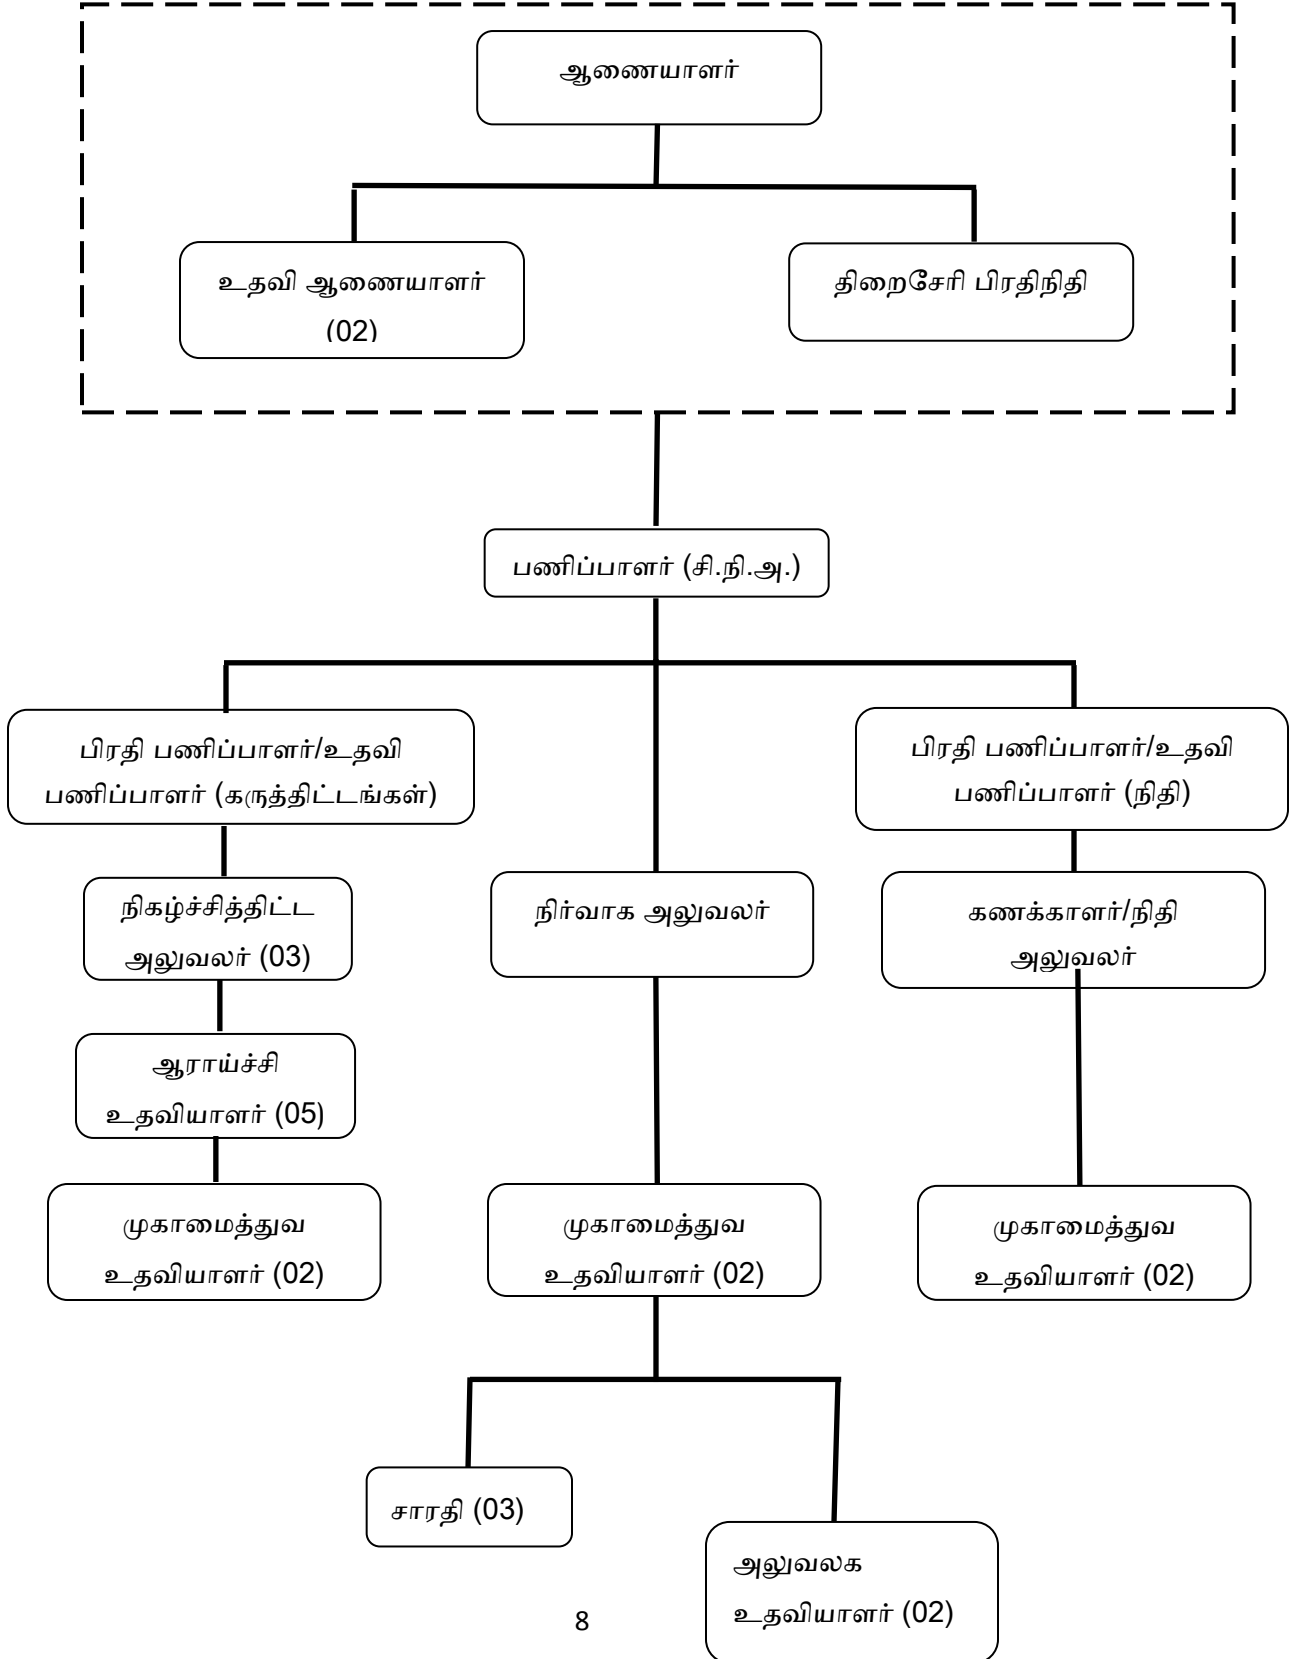 ஆணையாளர்
உதவி ஆணையாளர்
(02)
திறைசேரி பிரதிநிதி
பணிப்பாளர் (சி.நி.அ.)
பிரதி பணிப்பாளர்/உதவி
பணிப்பாளர் (கருத்திட்டங்கள்)
பிரதி பணிப்பாளர்/உதவி
பணிப்பாளர் (நிதி)
நிகழ்ச்சித்திட்ட
அலுவலர் (03)
நிர்வாக அலுவலர்
கணக்காளர்/நிதி
அலுவலர்
ஆராய்ச்சி
உதவியாளர் (05)
முகாமைத்துவ
உதவியாளர் (02)
முகாமைத்துவ
உதவியாளர் (02)
முகாமைத்துவ
உதவியாளர் (02)
சாரதி (03)
அலுவலக
உதவியாளர் (02)
8